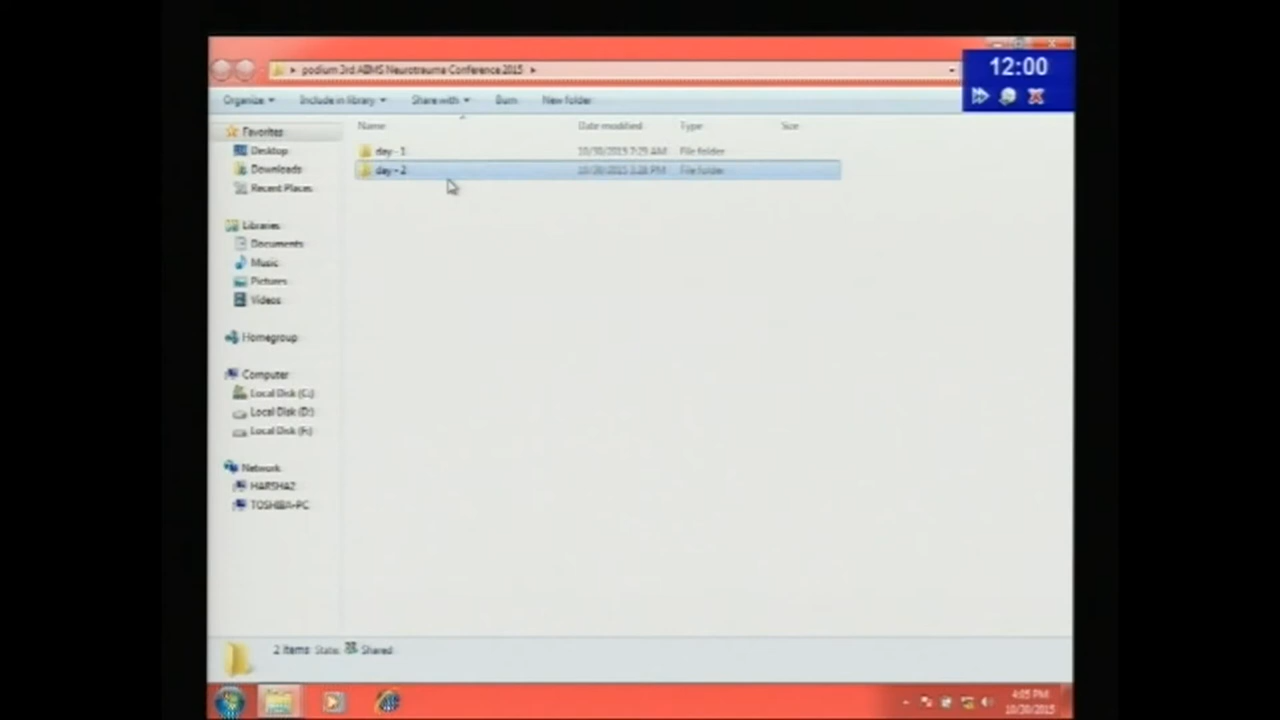 podium 3rd ABMS Neurotrauma Conference 2015
12:00
Organize
Include in library
Share with
Burn
New folder
Favorites
Desktop
Downloads
Recent Places
Libraries
Documents
Music
Pictures
Videos
Homegroup
Computer
Local Disk (C:)
Local Disk (D:)
Local Disk (F:)
Network
HARSHA2
TOSHIBA-PC
Name Date modified Type Size
day - 1 10/30/2015 7:29 AM File folder
day - 2 10/30/2015 3:28 PM File folder
2 items State: Shared
4:05 PM
10/30/2015